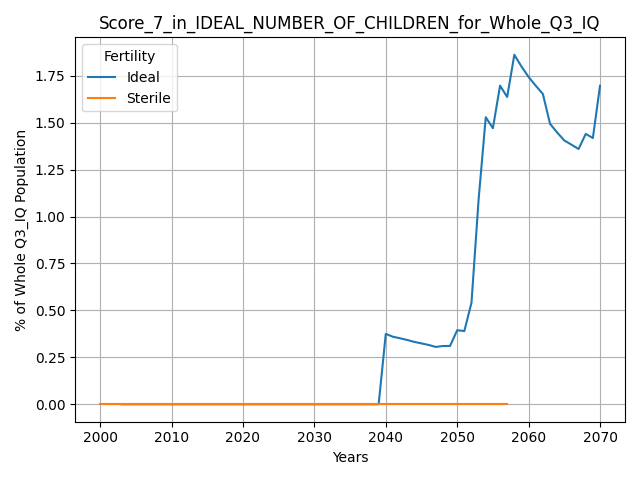 Score_7_in_IDEAL_NUMBER_OF_CHILDREN_for_Whole_Q3_IQ
Fertility
Ideal
Sterile
% of Whole Q3_IQ Population
1.75
1.50
1.25
1.00
0.75
0.50
0.25
0.00
2000 2010 2020 2030 2040 2050 2060 2070
Years